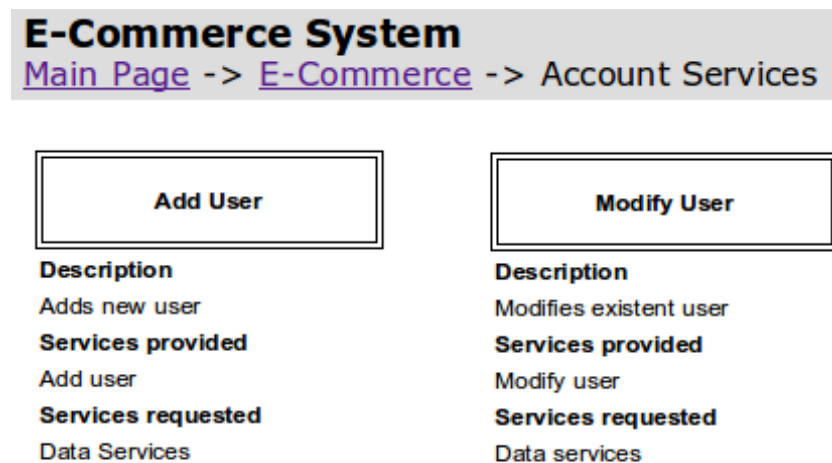 E-Commerce System
Main Page -> E-Commerce -> Account Services
Add User
Description
Adds new user
Services provided
Add user
Services requested
Data Services
Modify User
Description
Modifies existent user
Services provided
Modify user
Services requested
Data services